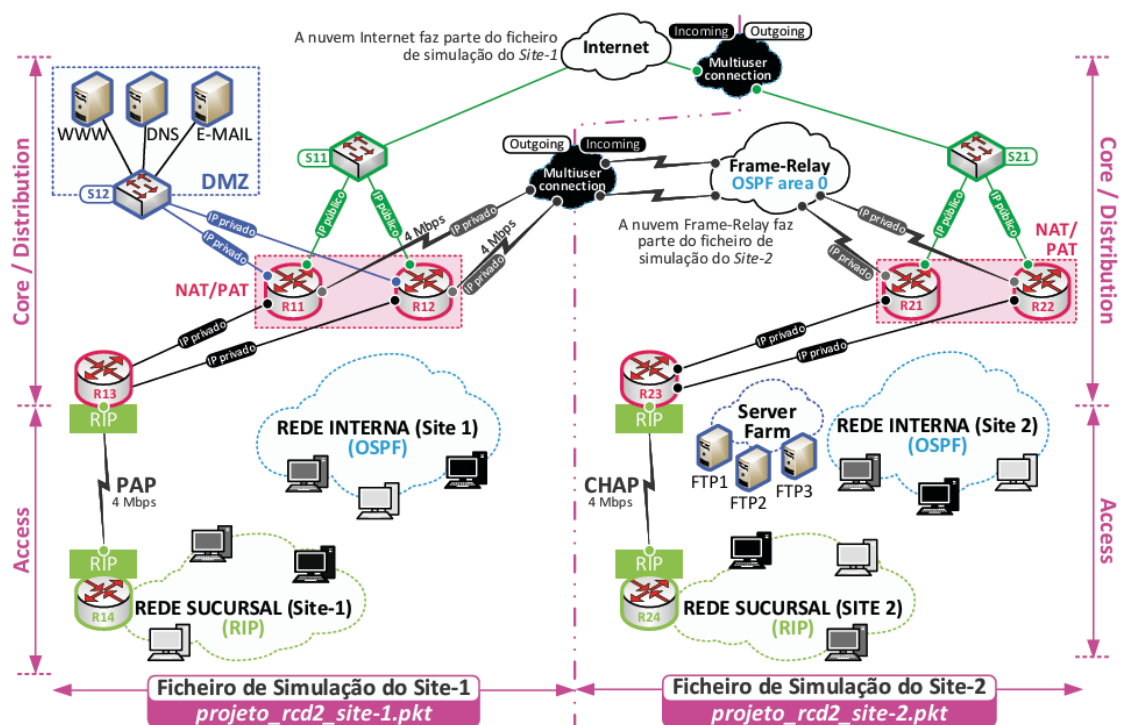 A nuvem Internet faz parte do ficheiro
de simulação do Site-1
Internet
Incoming
Outgoing
Multiuser
connection
WWW
DNS
E-MAIL
S12
DMZ
S11
Outgoing
Incoming
Multiuser
connection
Frame-Relay
OSPF area 0
S21
A nuvem Frame-Relay faz
parte do ficheiro de
simulação do Site-2
IP privado
IP privado
IP público
IP público
4 Mbps
IP privado
4 Mbps
IP privado
IP privado
IP privado
IP público
IP público
NAT/
PAT
NAT/PAT
R11
R12
R21
R22
IP privado
IP privado
IP privado
IP privado
R13
RIP
R23
RIP
Core / Distribution
Core / Distribution
REDE INTERNA (Site 1)
(OSPF)
Server
Farm
FTP1
FTP2
FTP3
REDE INTERNA (Site 2)
(OSPF)
PAP
4 Mbps
CHAP
4 Mbps
Access
Access
RIP
R14
REDE SUCURSAL (Site-1)
(RIP)
RIP
R24
REDE SUCURSAL (SITE 2)
(RIP)
Ficheiro de Simulação do Site-1
projeto_rcd2_site-1.pkt
Ficheiro de Simulação do Site-2
projeto_rcd2_site-2.pkt